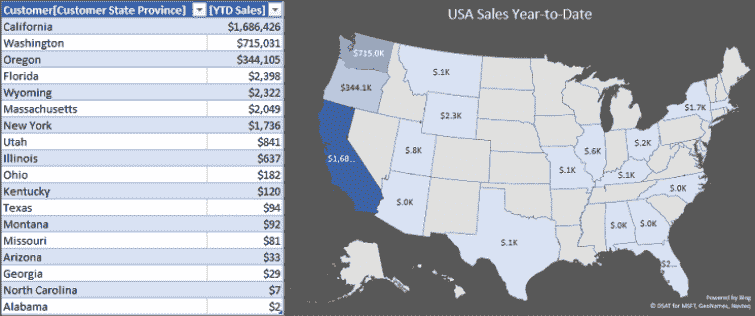 Customer[Customer State Province] [YTD Sales]
California $1,686,426
Washington $715,031
Oregon $344,105
Florida $2,398
Wyoming $2,322
Massachusetts $2,049
New York $1,736
Utah $841
Illinois $637
Ohio $182
Kentucky $120
Texas $94
Montana $92
Missouri $81
Arizona $33
Georgia $29
North Carolina $7
Alabama $2
USA Sales Year-to-Date
$715.0K
$.1K
$344.1K
$2.3K
$1.7K
$1,68...
$.8K
$.6K
$.2K
$.1K
$.1K
$.0K
$.0K
$.0K
$.0K
$.1K
$2...
Powered by Bing
© DSAT for MSFT, GeoNames, Navteq